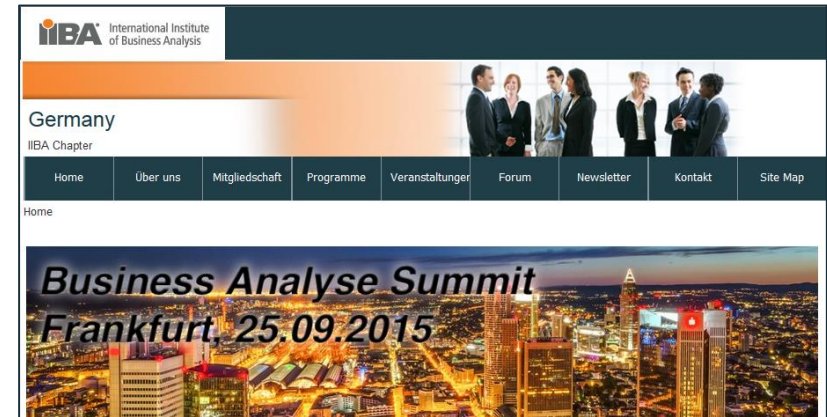 iiBA International Institute
of Business Analysis
Germany
IIBA Chapter
Home Über uns Mitgliedschaft Programme Veranstaltungen Forum Newsletter Kontakt Site Map
Home
Business Analyse Summit
Frankfurt, 25.09.2015